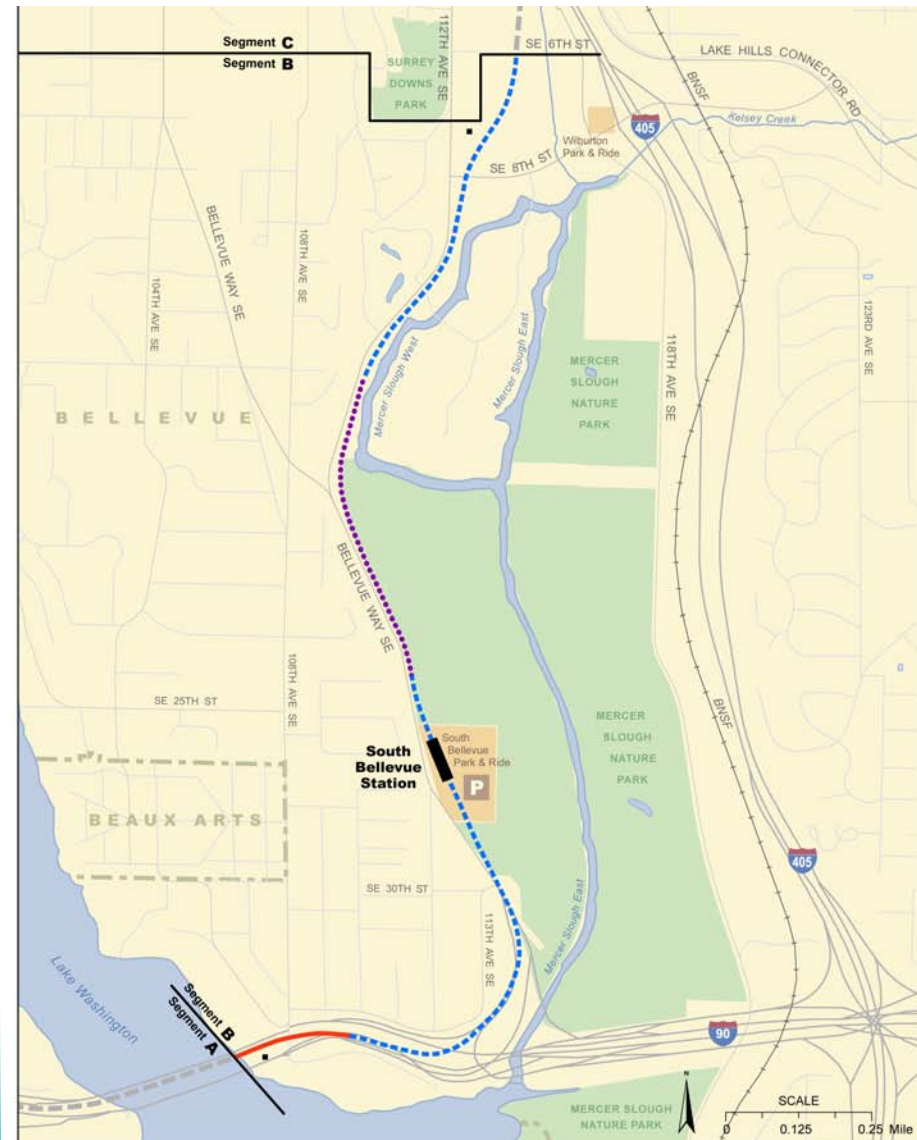 Segment C
Segment B
SURREY
DOWNS
PARK
112TH AVE SE
SE 6TH ST
LAKE HILLS CONNECTOR RD
BNSF
Kelsey Creek
405
Wilburton
Park & Ride
SE 8TH ST
BELLEVUE WAY SE
108TH AVE SE
104TH AVE SE
123RD AVE SE
118TH AVE SE
Mercer Slough West
Mercer Slough East
MERCER
SLOUGH
NATURE
PARK
BELLEVUE
BELLEVUE WAY SE
108TH AVE SE
SE 25TH ST
BNSF
South
Bellevue
Station
South
Bellevue
Park & Ride
P
MERCER
SLOUGH
NATURE
PARK
BEAUX ARTS
405
SE 30TH ST
113TH AVE SE
Mercer Slough East
Lake Washington
Segment B
Segment A
90
N
SCALE
0 0.125 0.25 Mile
MERCER SLOUGH
NATURE PARK